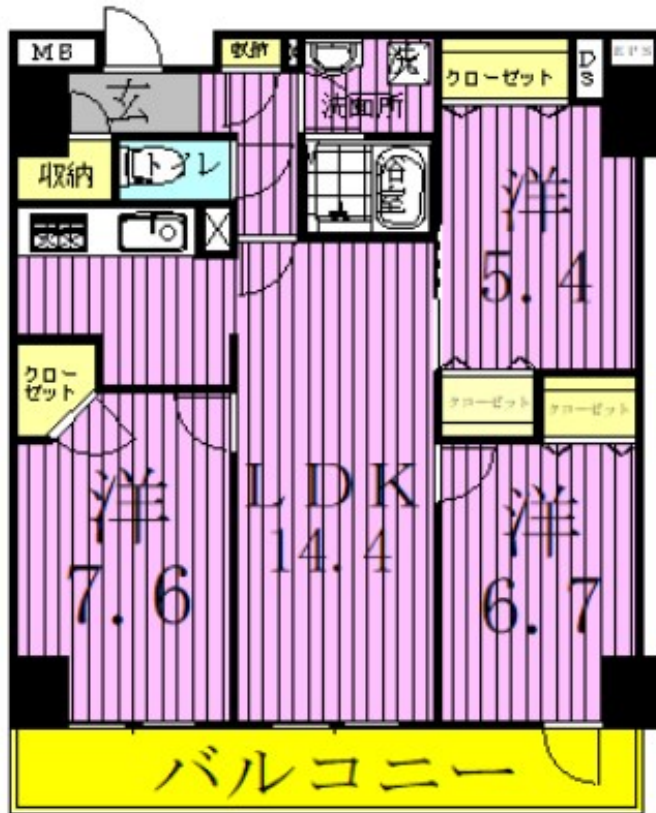 MB
収納
洗
クローゼット
DS
EPS
玄
洗面所
収納
トイレ
浴室
洋
5.4
クローゼット
クローゼット
クローゼット
洋
7.6
LDK
14.4
洋
6.7
バルコニー